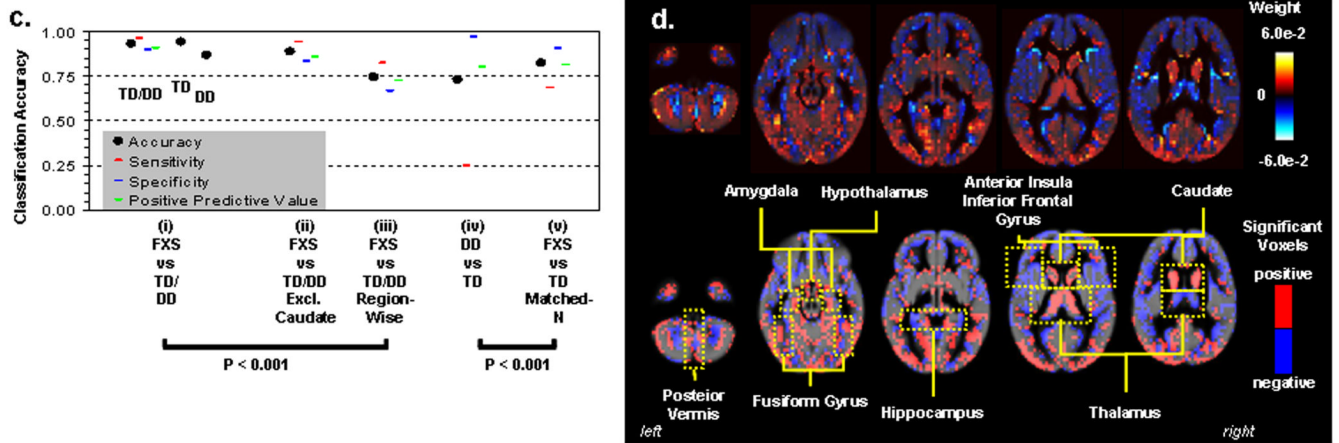 c.
Classification Accuracy
1.00
0.75
0.50
0.25
0.00
TD/DD
TD
DD
Accuracy
Sensitivity
Specificity
Positive Predictive Value
(i)
FXS
vs
TD/
DD
(ii)
FXS
vs
TD/DD
Excl.
Caudate
(iii)
FXS
vs
TD/DD
Region-
Wise
(iv)
DD
vs
TD
(v)
FXS
vs
TD
Matched-
N
P < 0.001
P < 0.001
d.
Weight
6.0e-2
0
-6.0e-2
Amygdala
Hypothalamus
Anterior Insula
Inferior Frontal
Gyrus
Caudate
Significant
Voxels
positive
negative
Posterior
Vermis
Fusiform Gyrus
Hippocampus
Thalamus
left
right